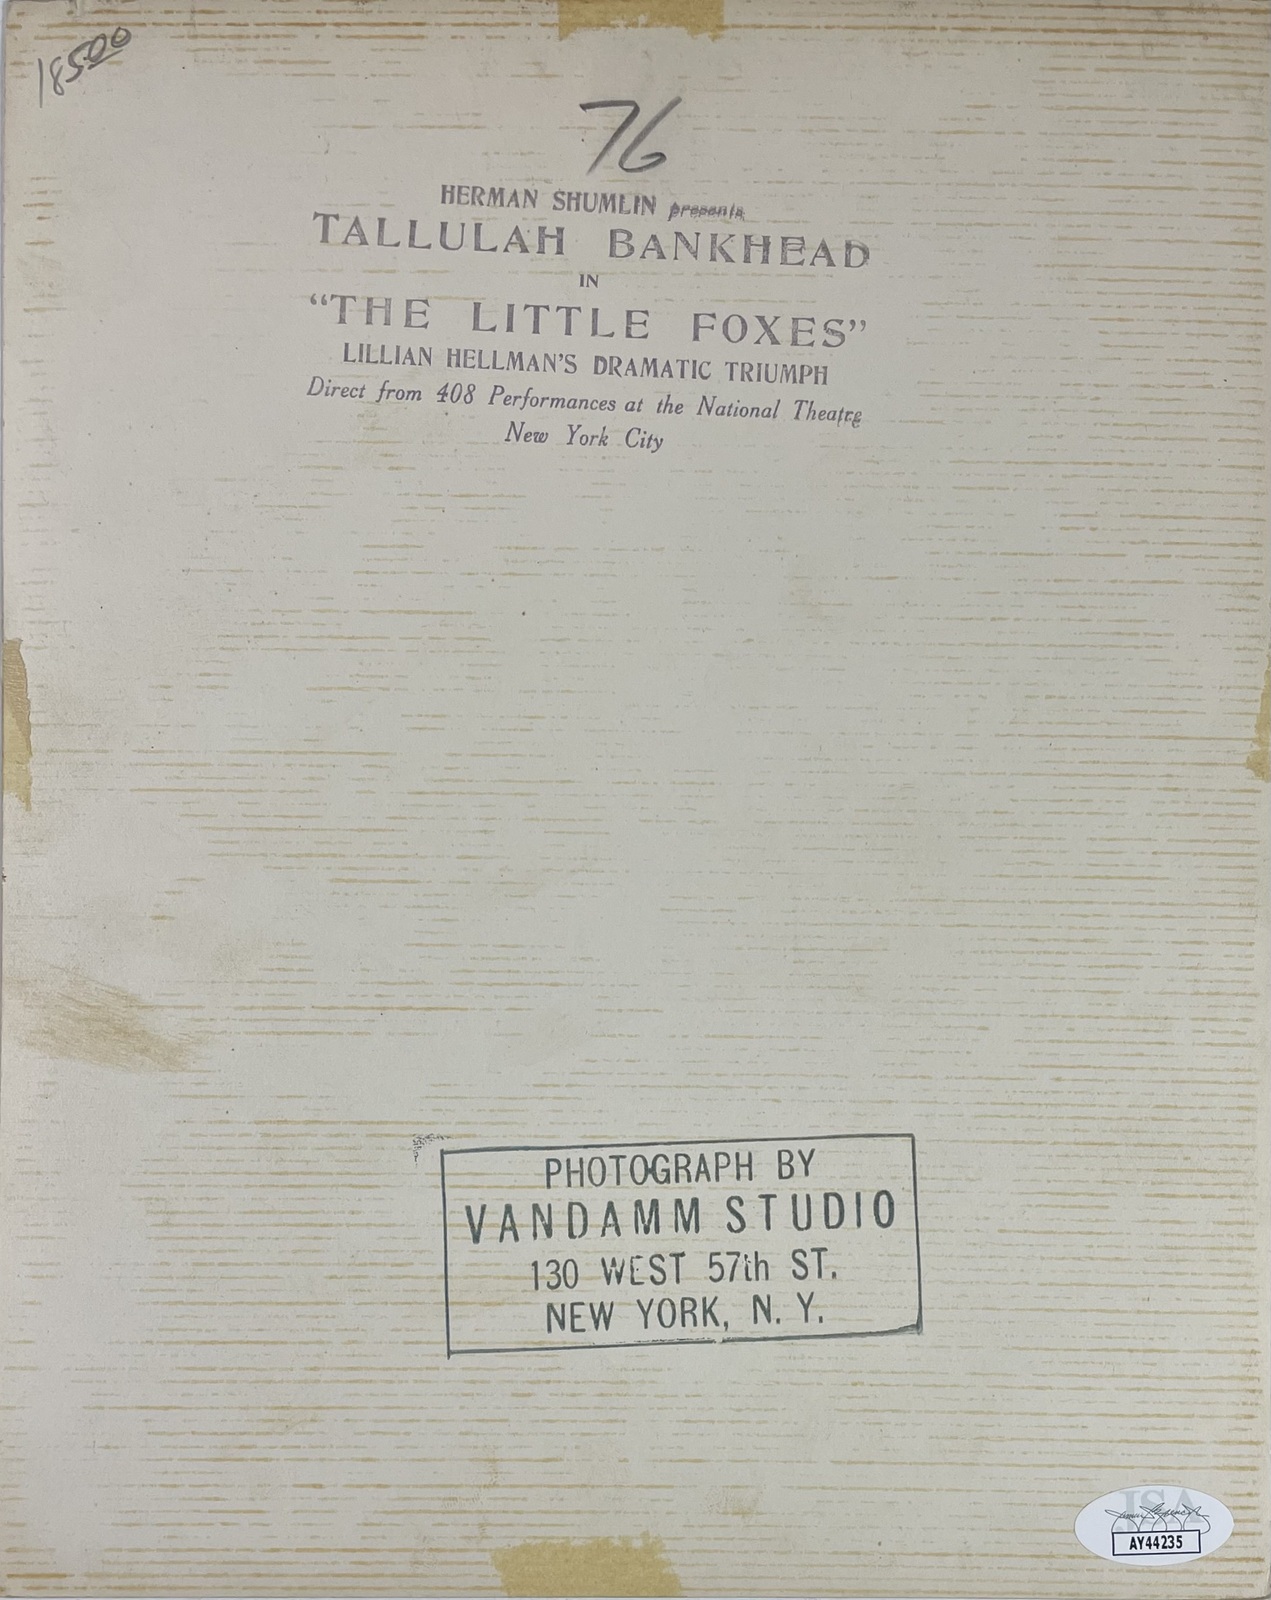 18500
76
HERMAN SHUMLIN presents
TALLULAH BANKHEAD
IN
“THE LITTLE FOXES”
LILLIAN HELLMAN'S DRAMATIC TRIUMPH
Direct from 408 Performances at the National Theatre
New York City
PHOTOGRAPH BY
VANDAMM STUDIO
130 WEST 57th ST.
NEW YORK, N. Y.
JSA
AY44235